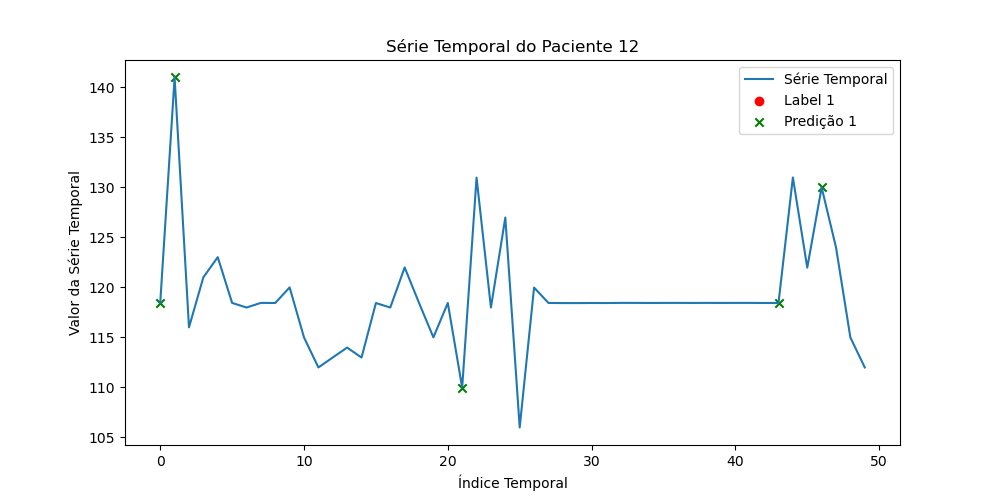 Série Temporal do Paciente 12
Série Temporal
Label 1
Predição 1
Valor da Série Temporal
140
135
130
125
120
115
110
105
0
10
20
30
40
50
Índice Temporal